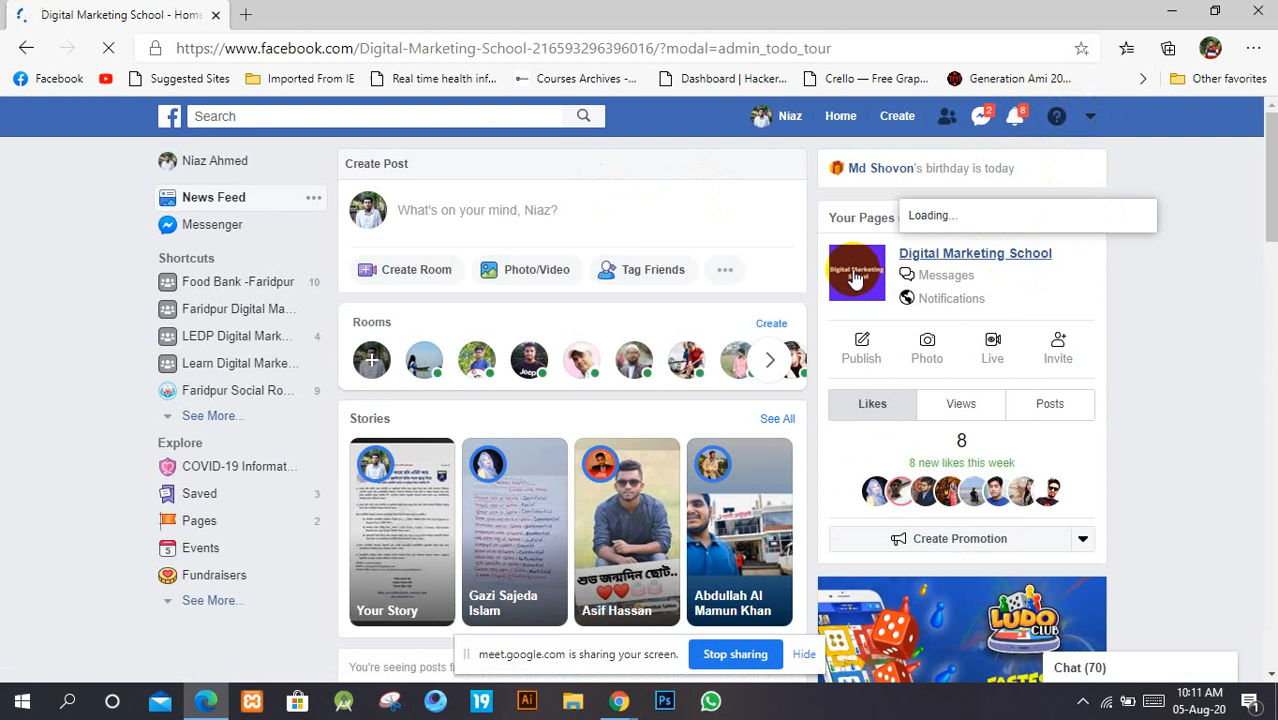 Digital Marketing School - Home
https://www.facebook.com/Digital-Marketing-School-216593296396016/?modal=admin_todo_tour
Facebook
Suggested Sites
Imported From IE
Real time health inf...
Courses Archives -...
Dashboard | Hacker...
Crello — Free Grap...
Generation Ami 20...
Other favorites
Search
Niaz
Home
Create
2
8
Niaz Ahmed
News Feed
Messenger
Shortcuts
Food Bank -Faridpur 10
Faridpur Digital Ma...
LEDP Digital Mark... 4
Learn Digital Marke...
Faridpur Social Ro... 9
See More...
Explore
COVID-19 Informat...
Saved 3
Pages 2
Events
Fundraisers
See More...
Create Post
What's on your mind, Niaz?
Create Room
Photo/Video
Tag Friends
Rooms
Create
Stories
See All
Your Story
Gazi Sajeda
Islam
শুভ জন্মদিন ছোট..
Asif Hassan
Abdullah Al
Mamun Khan
You're seeing posts f
Md Shovon's birthday is today
Your Pages
Loading...
Digital Marketing
Digital Marketing School
Messages
Notifications
Publish
Photo
Live
Invite
Likes
Views
Posts
8
8 new likes this week
Create Promotion
LUDO
CLUB
Chat (70)
meet.google.com is sharing your screen.
Stop sharing
Hide
10:11 AM
05-Aug-20